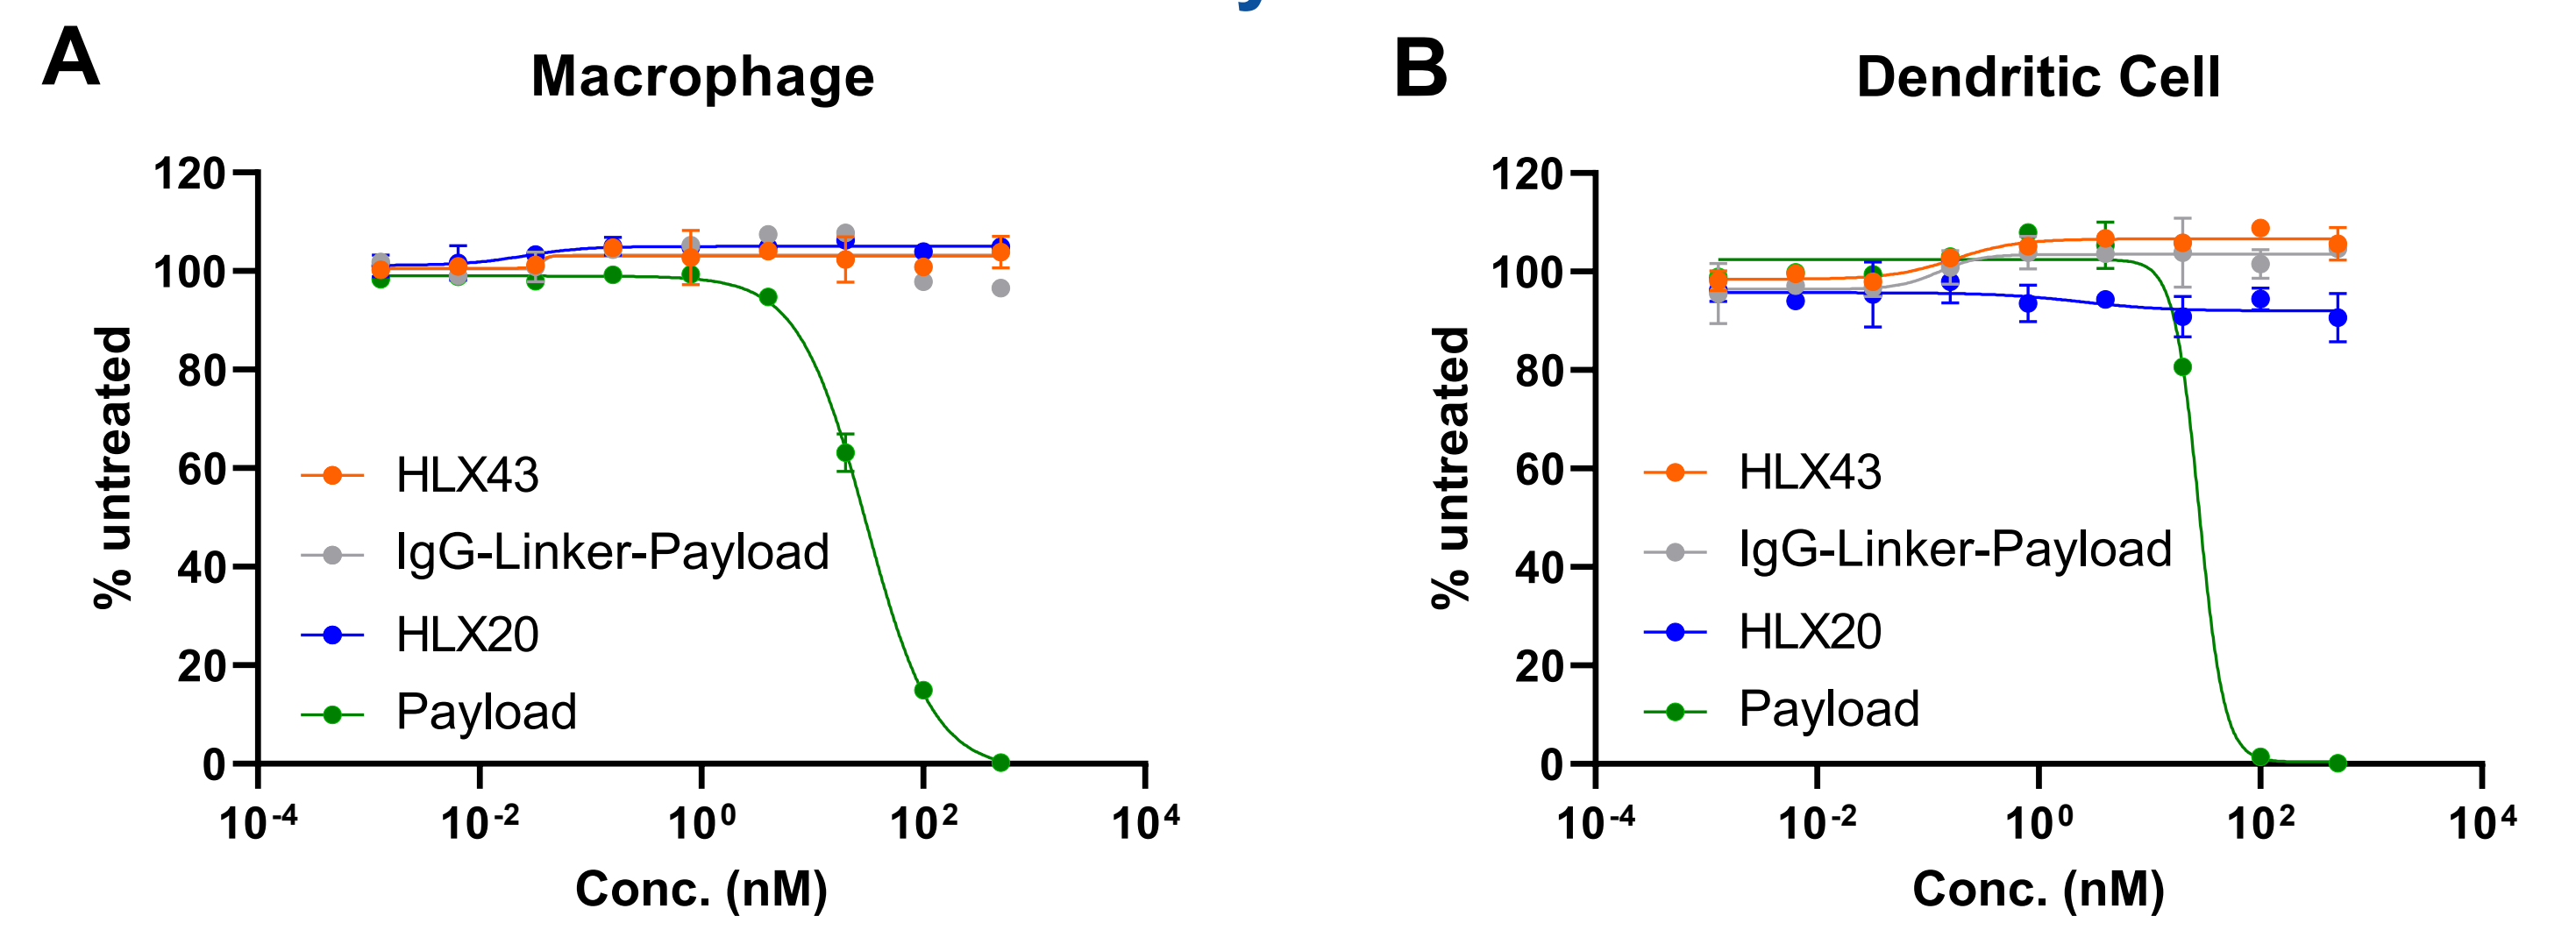 A
Macrophage
120
100
80
60
40
20
0
% untreated
HLX43
IgG-Linker-Payload
HLX20
Payload
10-4
10-2
100
102
104
Conc. (nM)
B
Dendritic Cell
120
100
80
60
40
20
0
% untreated
HLX43
IgG-Linker-Payload
HLX20
Payload
10-4
10-2
100
102
104
Conc. (nM)